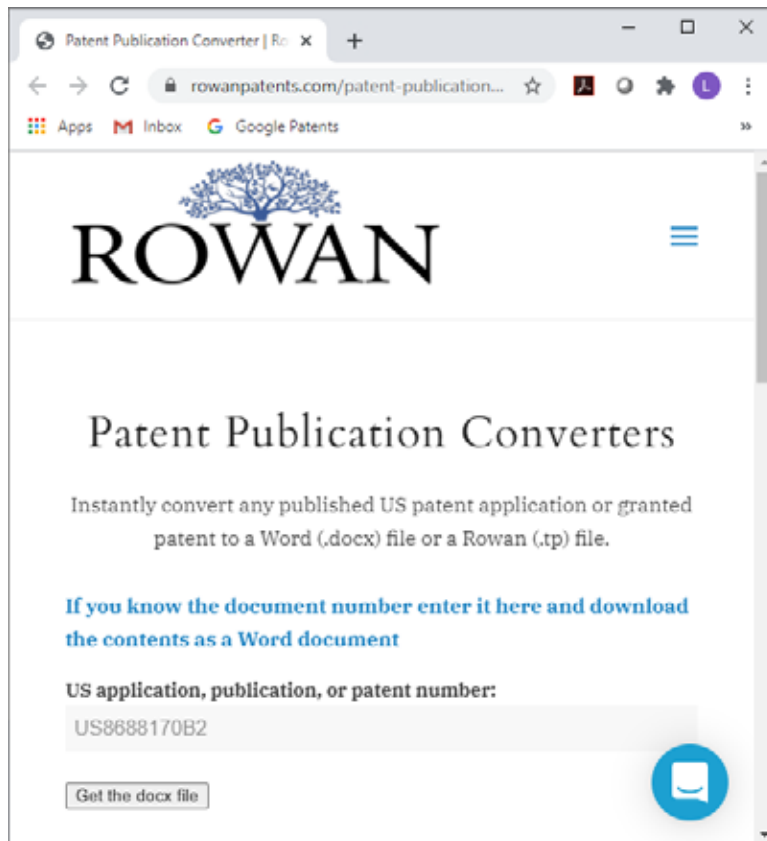 Patent Publication Converter | Ro
rowanpatents.com/patent-publication...
L
Apps Inbox Google Patents
ROWAN
Patent Publication Converters
Instantly convert any published US patent application or granted
patent to a Word (.docx) file or a Rowan (.tp) file.
If you know the document number enter it here and download
the contents as a Word document
US application, publication, or patent number:
US8688170B2
Get the docx file